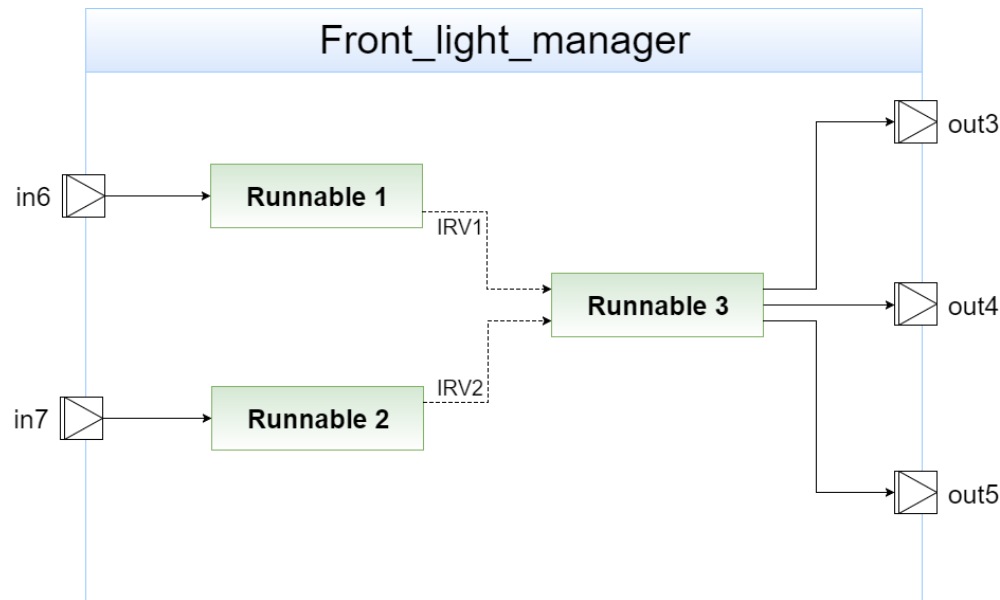 Front_light_manager
out3
in6
Runnable 1
IRV1
Runnable 3
out4
IRV2
in7
Runnable 2
out5